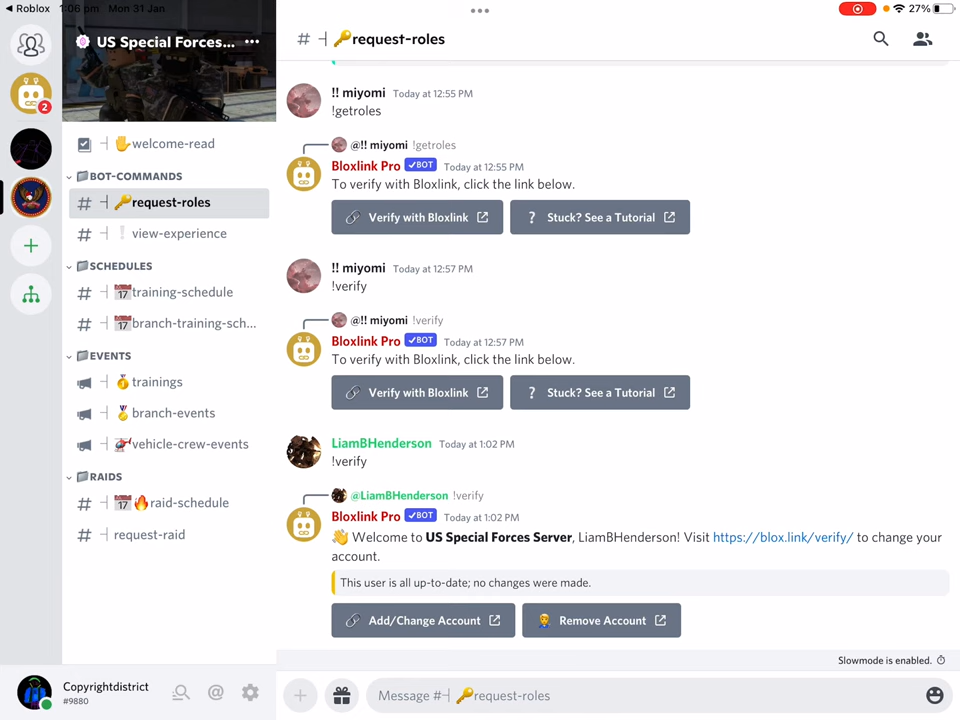 Roblox 1:06 pm Mon 31 Jan
27%
US Special Forces...
welcome-read
BOT-COMMANDS
request-roles
view-experience
SCHEDULES
training-schedule
branch-training-sch...
EVENTS
trainings
branch-events
vehicle-crew-events
RAIDS
raid-schedule
request-raid
2
Copyrightdistrict
#9880
# request-roles
!! miyomi Today at 12:55 PM
!getroles
@!! miyomi !getroles
Bloxlink Pro ✓BOT Today at 12:55 PM
To verify with Bloxlink, click the link below.
Verify with Bloxlink ? Stuck? See a Tutorial
!! miyomi Today at 12:57 PM
!verify
@!! miyomi !verify
Bloxlink Pro ✓BOT Today at 12:57 PM
To verify with Bloxlink, click the link below.
Verify with Bloxlink ? Stuck? See a Tutorial
LiamBHenderson Today at 1:02 PM
!verify
@LiamBHenderson !verify
Bloxlink Pro ✓BOT Today at 1:02 PM
👋 Welcome to US Special Forces Server, LiamBHenderson! Visit https://blox.link/verify/ to change your
account.
This user is all up-to-date; no changes were made.
Add/Change Account Remove Account
Slowmode is enabled.
Message # request-roles